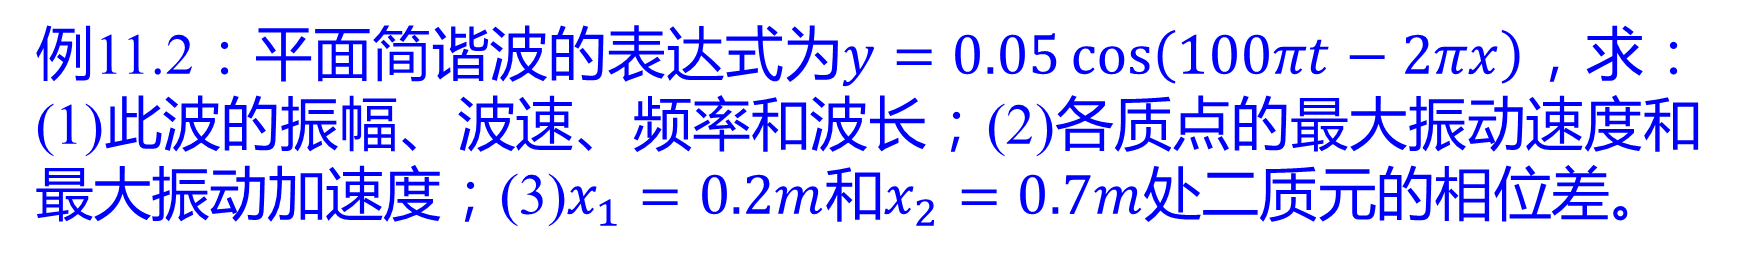 例11.2：平面简谐波的表达式为y = 0.05 cos(100πt − 2πx)，求：
(1)此波的振幅、波速、频率和波长；(2)各质点的最大振动速度和
最大振动加速度；(3)x₁ = 0.2m和x₂ = 0.7m处二质元的相位差。